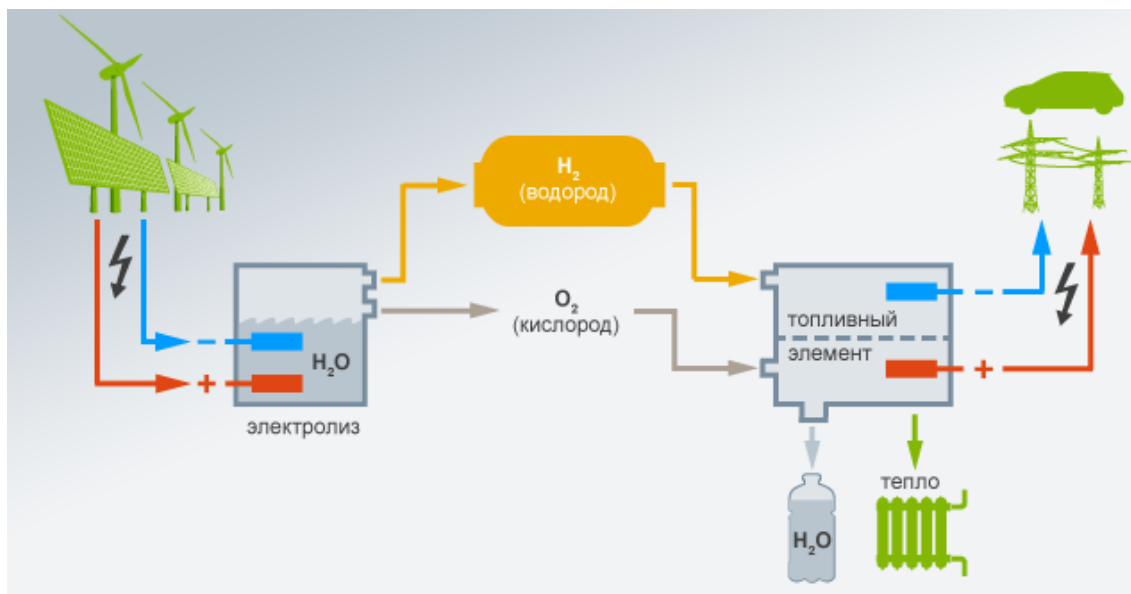 H₂
(водород)
O₂
(кислород)
топливный
элемент
−
+
H₂O
−
+
электролиз
тепло
H₂O